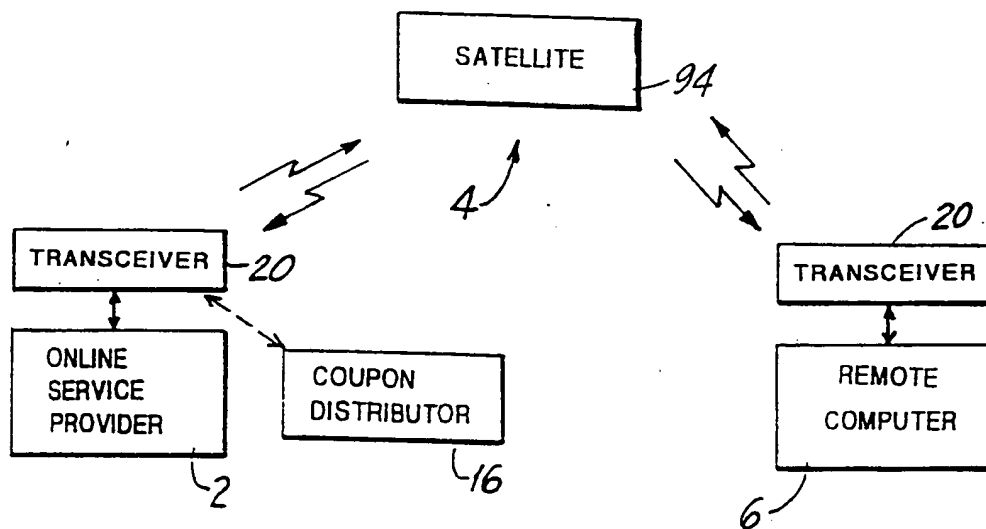 SATELLITE
94
4
TRANSCEIVER
20
20
TRANSCEIVER
ONLINE
SERVICE
PROVIDER
2
COUPON
DISTRIBUTOR
16
REMOTE
COMPUTER
6